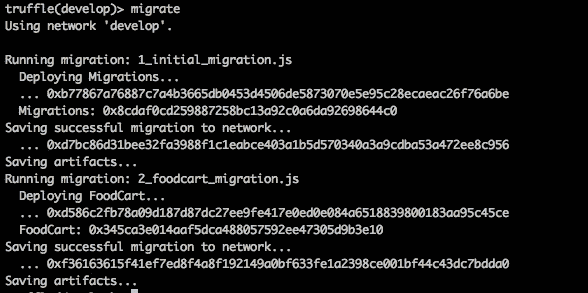 truffle(develop)> migrate
Using network 'develop'.
Running migration: 1_initial_migration.js
Deploying Migrations...
... 0xb77867a76887c7a4b3665db0453d4506de5873070e5e95c28ecaeac26f76a6be
Migrations: 0x8cdaf0cd259887258bc13a92c0a6da92698644c0
Saving successful migration to network...
... 0xd7bc86d31bee32fa3988f1c1eabce403a1b5d570340a3a9cdba53a472ee8c956
Saving artifacts...
Running migration: 2_foodcart_migration.js
Deploying FoodCart...
... 0xd586c2fb78a09d187d87dc27ee9fe417e0ed0e084a6518839800183aa95c45ce
FoodCart: 0x345ca3e014aaf5dca488057592ee47305d9b3e10
Saving successful migration to network...
... 0xf36163615f41ef7ed8f4a8f192149a0bf633fe1a2398ce001bf44c43dc7bdda0
Saving artifacts...